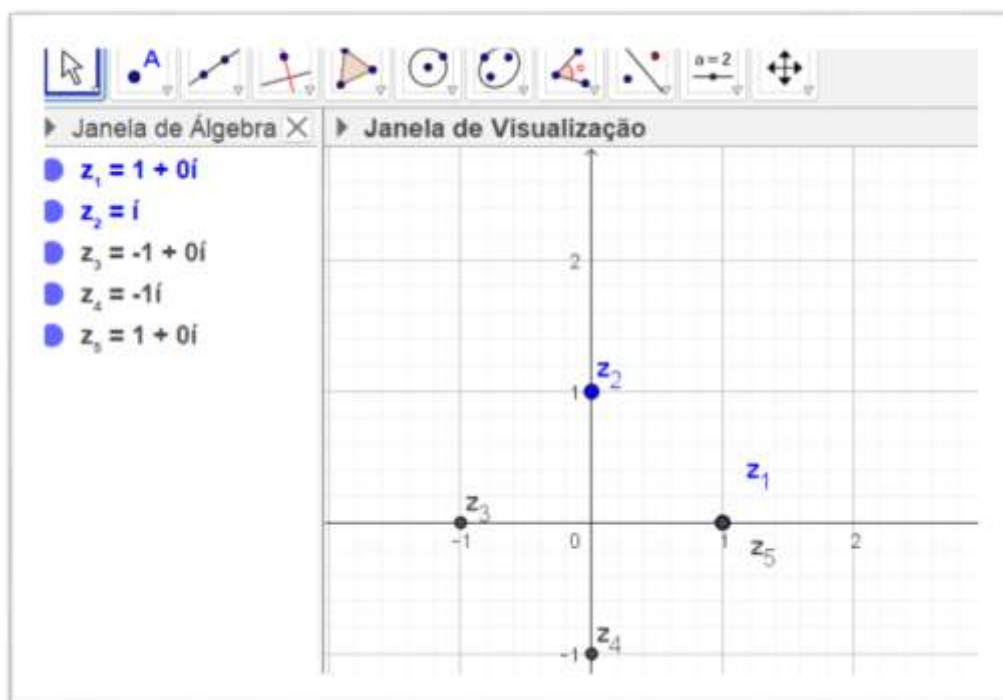 A
a = 2
Janela de Álgebra
Janela de Visualização
z₁ = 1 + 0í
z₂ = í
z₃ = -1 + 0í
z₄ = -1í
z₅ = 1 + 0í
2
z₂
1
z₁
z₃
-1
0
1
2
z₅
z₄
-1